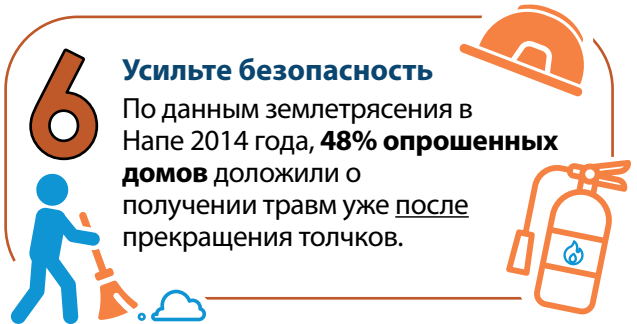 6
Усильте безопасность
По данным землетрясения в
Напе 2014 года, 48% опрошенных
домов доложили о
получении травм уже после
прекращения толчков.